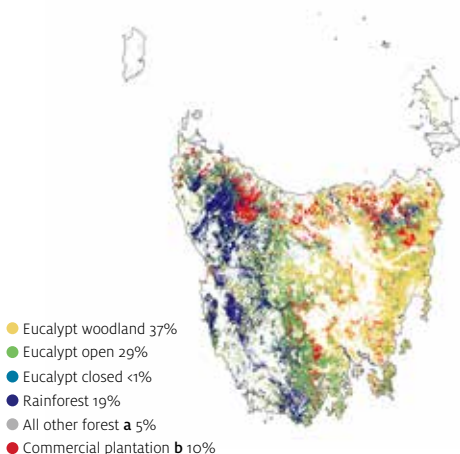 Eucalypt woodland 37%
Eucalypt open 29%
Eucalypt closed <1%
Rainforest 19%
All other forest a 5%
Commercial plantation b 10%